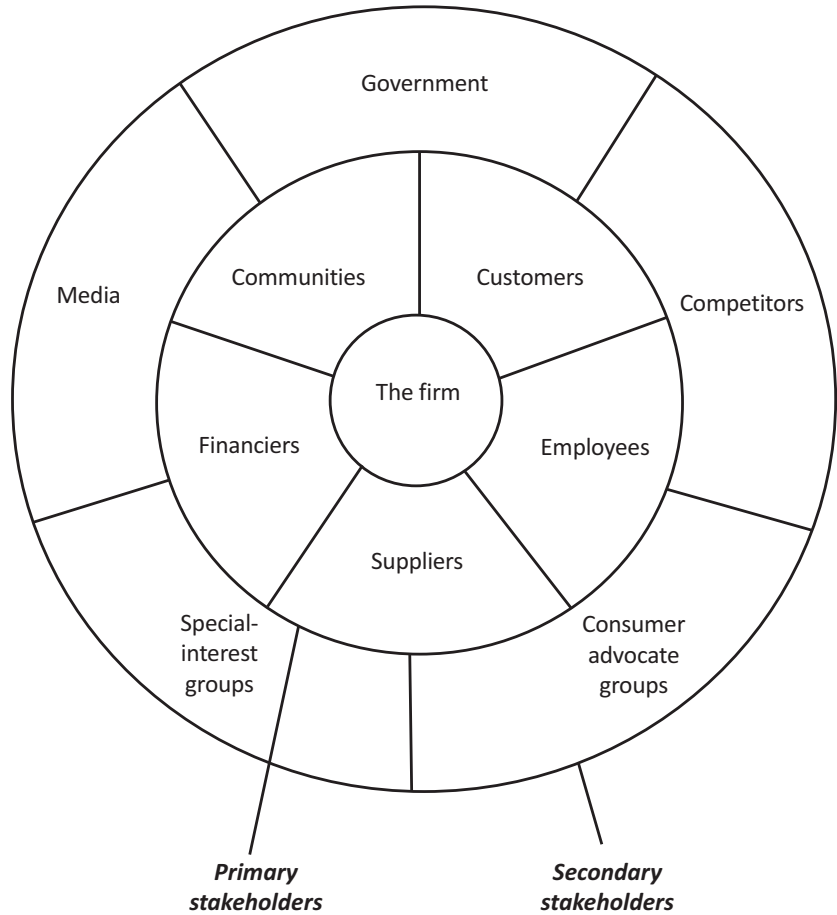 Government
Communities
Customers
Media
Competitors
The firm
Financiers
Employees
Suppliers
Special-
interest
groups
Consumer
advocate
groups
Primary
stakeholders
Secondary
stakeholders